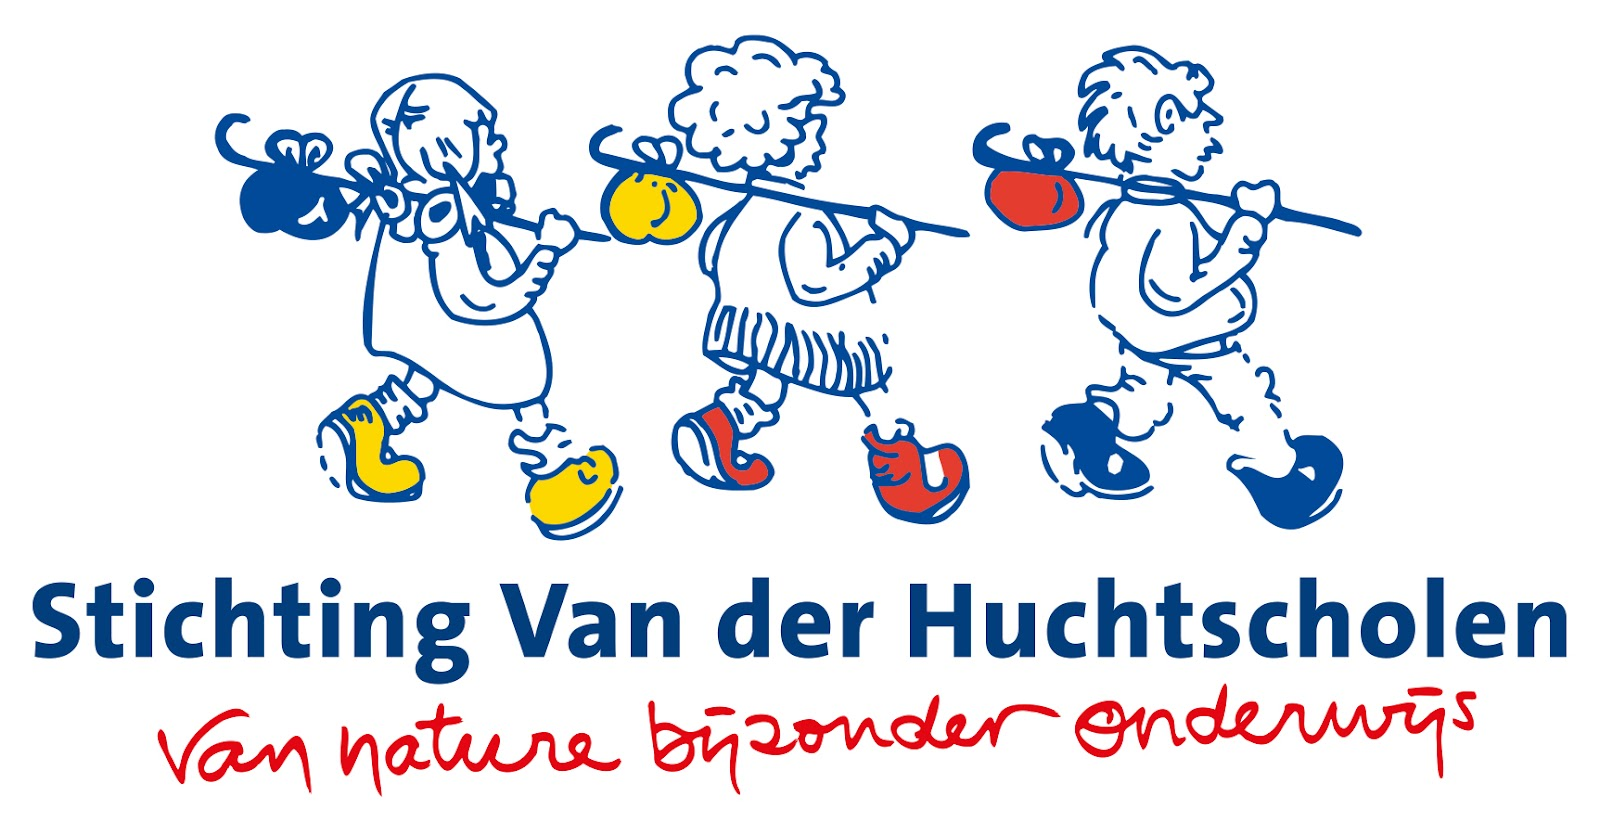 Stichting Van der Huchtscholen
Van nature bijzonder onderwijs